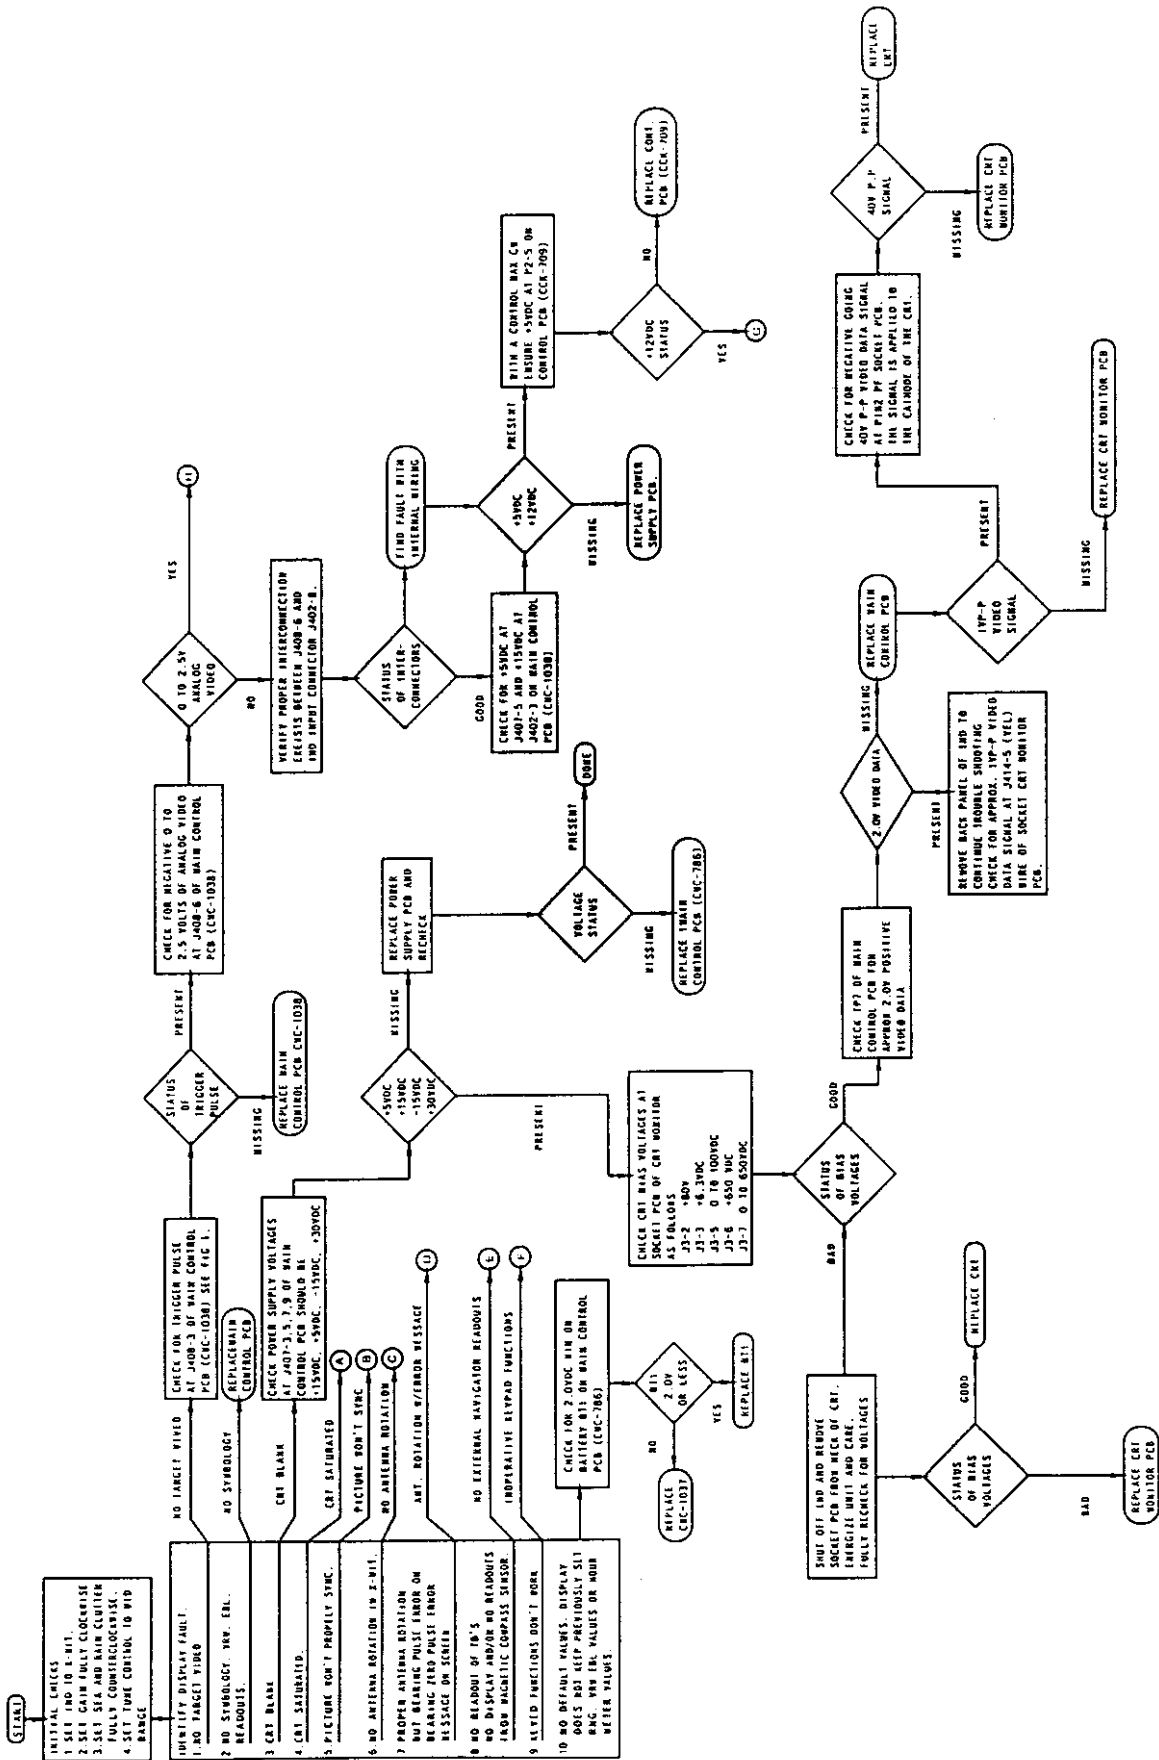 START
INITIAL CHECKS
1 SET IND TO X-MIT.
2.SET GAIN FULLY CLOCKWISE
3.SET SEA AND RAIN CLUTTER
FULLY COUNTERCLOCKWISE.
4.SET TUNE CONTROL TO MID
RANGE
IDENTIFY DISPLAY FAULT.
1.NO TARGET VIDEO
2 NO SYMBOLOGY. VRM. EBL.
READOUTS.
3 CRT BLANK
4.CRT SATURATED.
5.PICTURE WON'T PROPERLY SYNC.
6.NO ANTENNA ROTATION IN X-MIT.
7 PROPER ANTENNA ROTATION
BUT BEARING PULSE ERROR ON
BEARING ZERO PULSE ERROR
MESSAGE ON SCREEN
8 NO READOUT OF TD'S
NO DISPLAY AND/OR NO READOUTS
FROM MAGNETIC COMPASS SENSOR
9 KEYED FUNCTIONS DON'T WORK
10 NO DEFAULT VALUES. DISPLAY
DOES NOT KEEP PREVIOUSLY SET
RNG. VRM EBL VALUES OR HOUR
METER VALUES.
NO TARGET VIVEO
NO SYMBOLOGY
CRT BLANK
CRT SATURATED
PICTURE WON'T SYNC
NO ANTENNA ROTATION
ANT. ROTATION W/ERROR MESSAGE
NO EXTERNAL NAVIGATOR READOUTS
INOPERATIVE KEYPAD FUNCTIONS
A
B
C
D
E
F
CHECK FOR TRIGGER PULSE
AT J408-3 OF MAIN CONTROL
PCB (CMC-1038) SEE FIG 1.
STATUS
OF
TRIGGER
PULSE
MISSING
REPLACE MAIN
CONTROL PCB CMC-1038
PRESENT
CHECK FOR NEGATIVE 0 TO
2.5 VOLTS OF ANALOG VIDEO
AT J408-6 OF MAIN CONTROL
PCB (CMC-1038)
0 TO 2.5V
ANALOG
VIDEO
YES
H
NO
VERIFY PROPER INTERCONNECTION
EXEISTS BETWEEN J408-6 AND
IND INPUT CONNECTOR J402-8.
STATUS
OF INTER-
CONNECTORS
FIND FAULT WITH
INTERNAL WIRING
GOOD
CHECK FOR +5VDC AT
J407-5 AND +15VDC AT
J402-3 ON MAIN CONTROL
PCB (CMC-1038)
+5VDC
+12VDC
MISSING
REPLACE POWER
SUPPLY PCB.
PRESENT
WITH A CONTROL MAX CW
ENSURE +5VDC AT P2-5 ON
CONTROL PCB (CCK-709)
+12VDC
STATUS
NO
REPLACE CONT.
PCB (CCK-709)
YES
G
REPLACEMAIN
CONTROL PCB
CHECK POWER SUPPLY VOLTAGES
AT J407-3,5,7,9 OF MAIN
CONTROL PCB SHOULD BE
+15VDC, +5VDC, -15VDC, +30VDC
+5VDC
+15VDC
-15VDC
+30VDC
MISSING
REPLACE POWER
SUPPLY PCB AND
RECHECK
VOLTAGE
STATUS
PRESENT
DONE
MISSING
REPLACE TMAIN
CONTROL PCB (CMC-786)
PRESENT
CHECK CRT BIAS VOLTAGES AT
SOCKET PCB OF CRT MONITOR
AS FOLLOWS
J3-2 +80V
J3-3 +6.3VDC
J3-5 0 TO 100VDC
J3-6 +650 VDC
J3-7 0 TO 650VDC
STATUS
OF BIAS
VOLTAGES
BAD
SHUT OFF IND AND REMOVE
SOCKET PCB FROM NECK OF CRT.
ENERGIZE UNIT AND CARE.
FULLY RECHECK FOR VOLTAGES
STATUS
OF BIAS
VOLTAGES
GOOD
REPLACE CRT
BAD
REPLACE CRT
MONITOR PCB
GOOD
CHECK TP7 OF MAIN
CONTROL PCB FOR
APPROX 2.0V POSITIVE
VIDEO DATA
2.0V VIDEO DATA
MISSING
REPLACE MAIN
CONTROL PCB
PRESENT
REMOVE BACK PANEL OF IND TO
CONTINUE TROUBLE SHOOTING
CHECK FOR APPROX. 1VP-P VIDEO
DATA SIGNAL AT J414-5 (YEL)
WIRE OF SOCKET CRT MONITOR
PCB.
1VP-P
VIDEO
SIGNAL
MISSING
REPLACE CRT MONITOR PCB
PRESENT
CHECK FOR NEGATIVE GOING
40V P-P VIDEO DATA SIGNAL
AT PIN2 PF SOCKET PCB.
THE SIGNAL IS APPLIED TO
THE CATHODE OF THE CRT.
40V P.P
SIGNAL
PRESENT
REPLACE
CRT
MISSING
REPLACE CRT
MONITOR PCB
CHECK FOR 2.0VDC MIN ON
BATTERY BT1 ON MAIN CONTROL
PCB (CMC-786)
BT1
2.0V
OR LESS
NO
REPLACE
CMC-1037
YES
REPLACE BT1